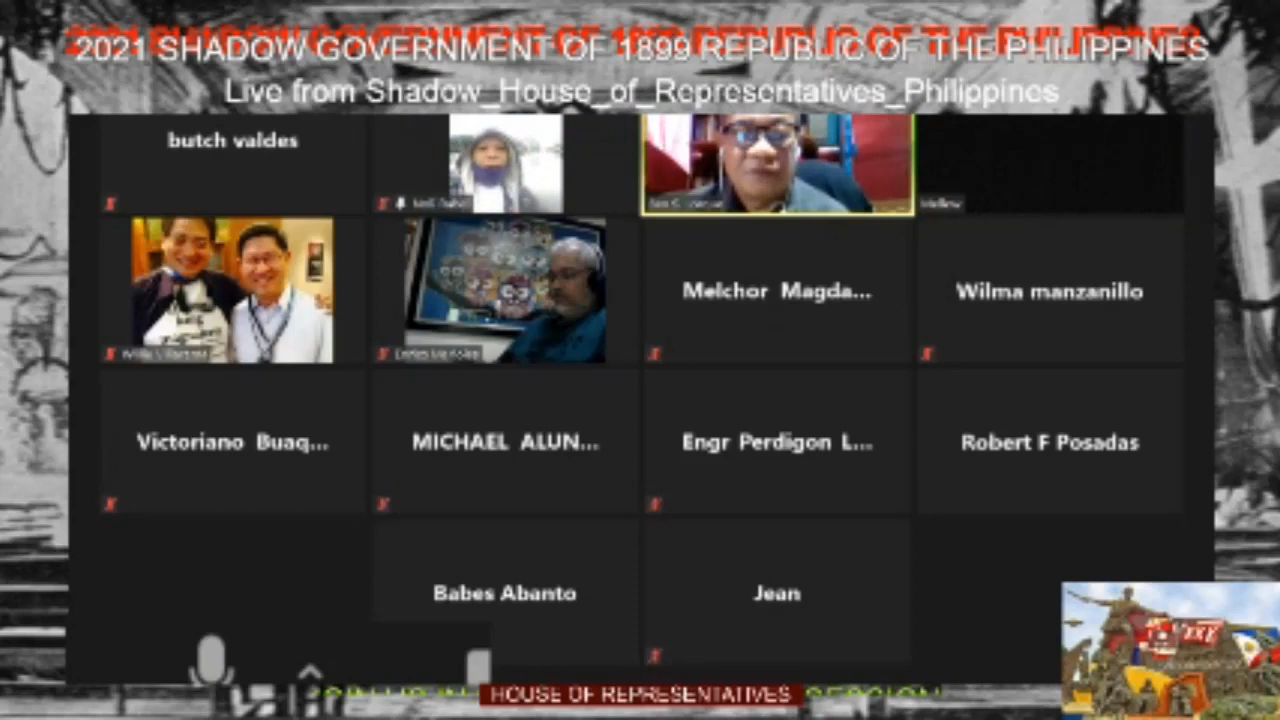 2021 SHADOW GOVERNMENT OF 1899 REPUBLIC OF THE PHILIPPINES
Live from Shadow_House_of_Representatives_Philippines
butch valdes
Mellow
Melchor Magda...
Wilma manzanillo
Victoriano Buaq...
MICHAEL ALUN...
Engr Perdigon L...
Robert F Posadas
Babes Abanto
Jean
HOUSE OF REPRESENTATIVES